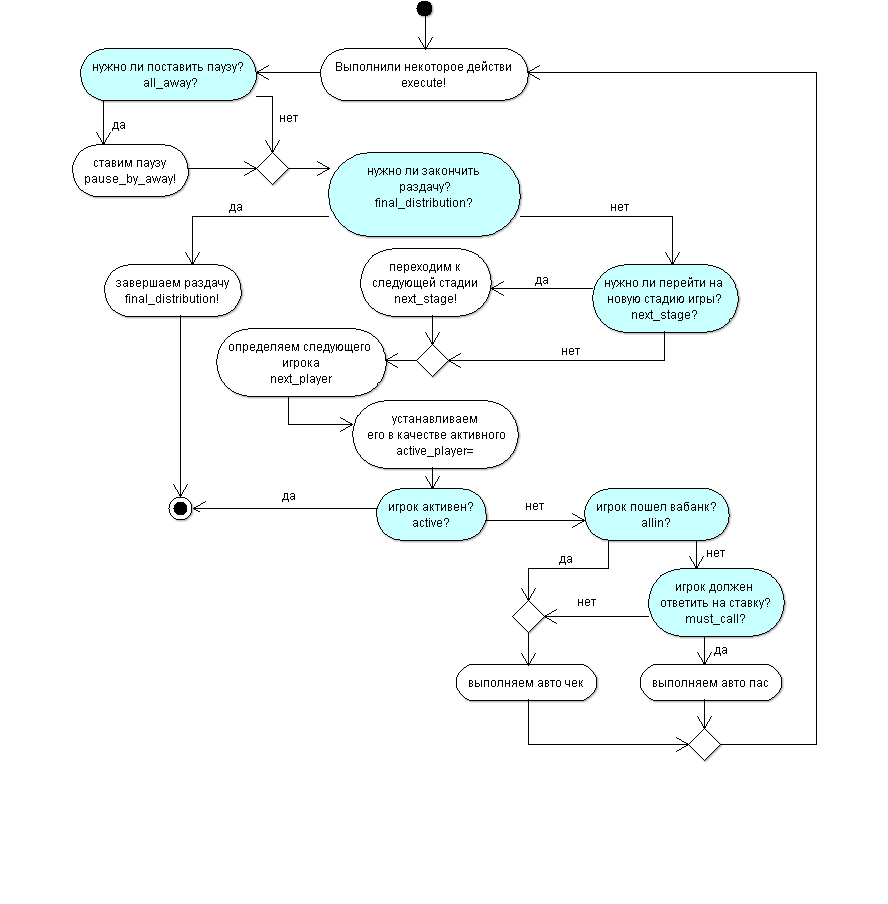 Выполнили некоторое действи
execute!
нужно ли поставить паузу?
all_away?
да
нет
ставим паузу
pause_by_away!
нужно ли закончить
раздачу?
final_distribution?
да
нет
завершаем раздачу
final_distribution!
переходим к
следующей стадии
next_stage!
да
нужно ли перейти на
новую стадию игры?
next_stage?
нет
определяем следующего
игрока
next_player
устанавливаем
его в качестве активного
active_player=
да
игрок активен?
active?
нет
игрок пошел вабанк?
allin?
да
нет
игрок должен
ответить на ставку?
must_call?
нет
да
выполняем авто чек
выполняем авто пас